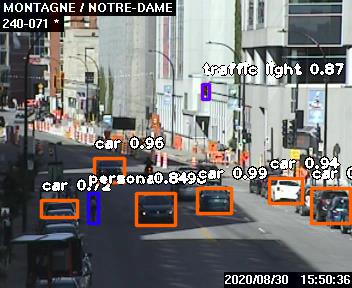 MONTAGNE / NOTRE-DAME
240-071 *
traffic light 0.87
car 0.96
car 0.94
car 0.99
car 0.72
person 0.84
2020/08/30 15:50:36